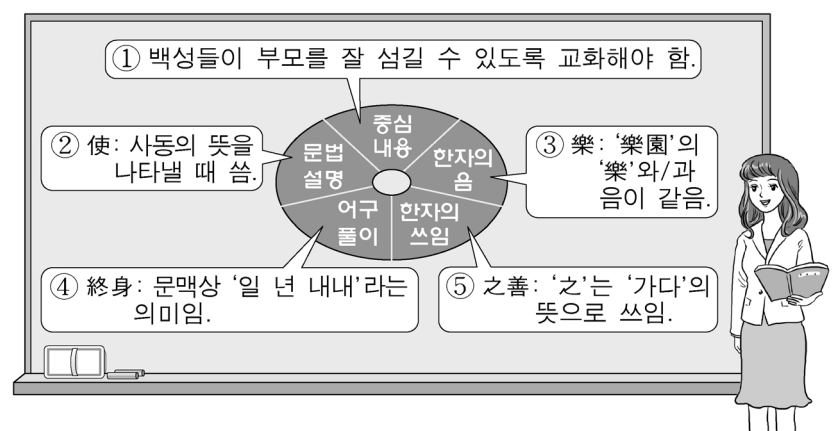 ① 백성들이 부모를 잘 섬길 수 있도록 교화해야 함.
중심
내용
② 使: 사동의 뜻을
나타낼 때 씀.
문법
설명
한자의
음
③ 樂: ‘樂園’의
‘樂’와/과
음이 같음.
어구
풀이
한자의
쓰임
④ 終身: 문맥상 ‘일 년 내내’라는
의미임.
⑤ 之善: ‘之’는 ‘가다’의
뜻으로 쓰임.